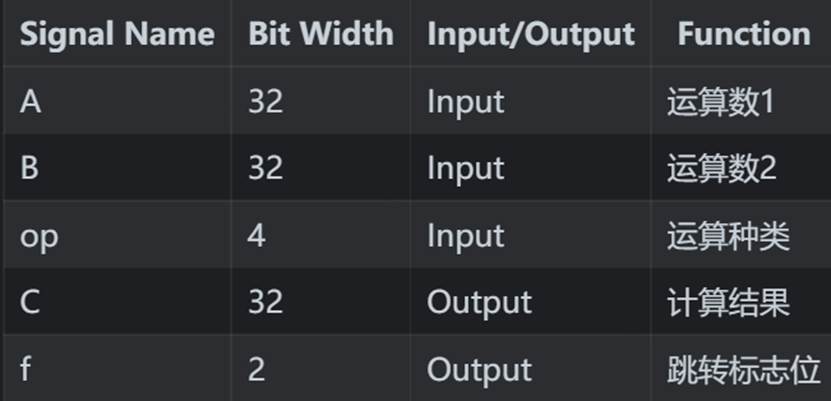 Signal Name Bit Width Input/Output Function
A 32 Input 运算数1
B 32 Input 运算数2
op 4 Input 运算种类
C 32 Output 计算结果
f 2 Output 跳转标志位